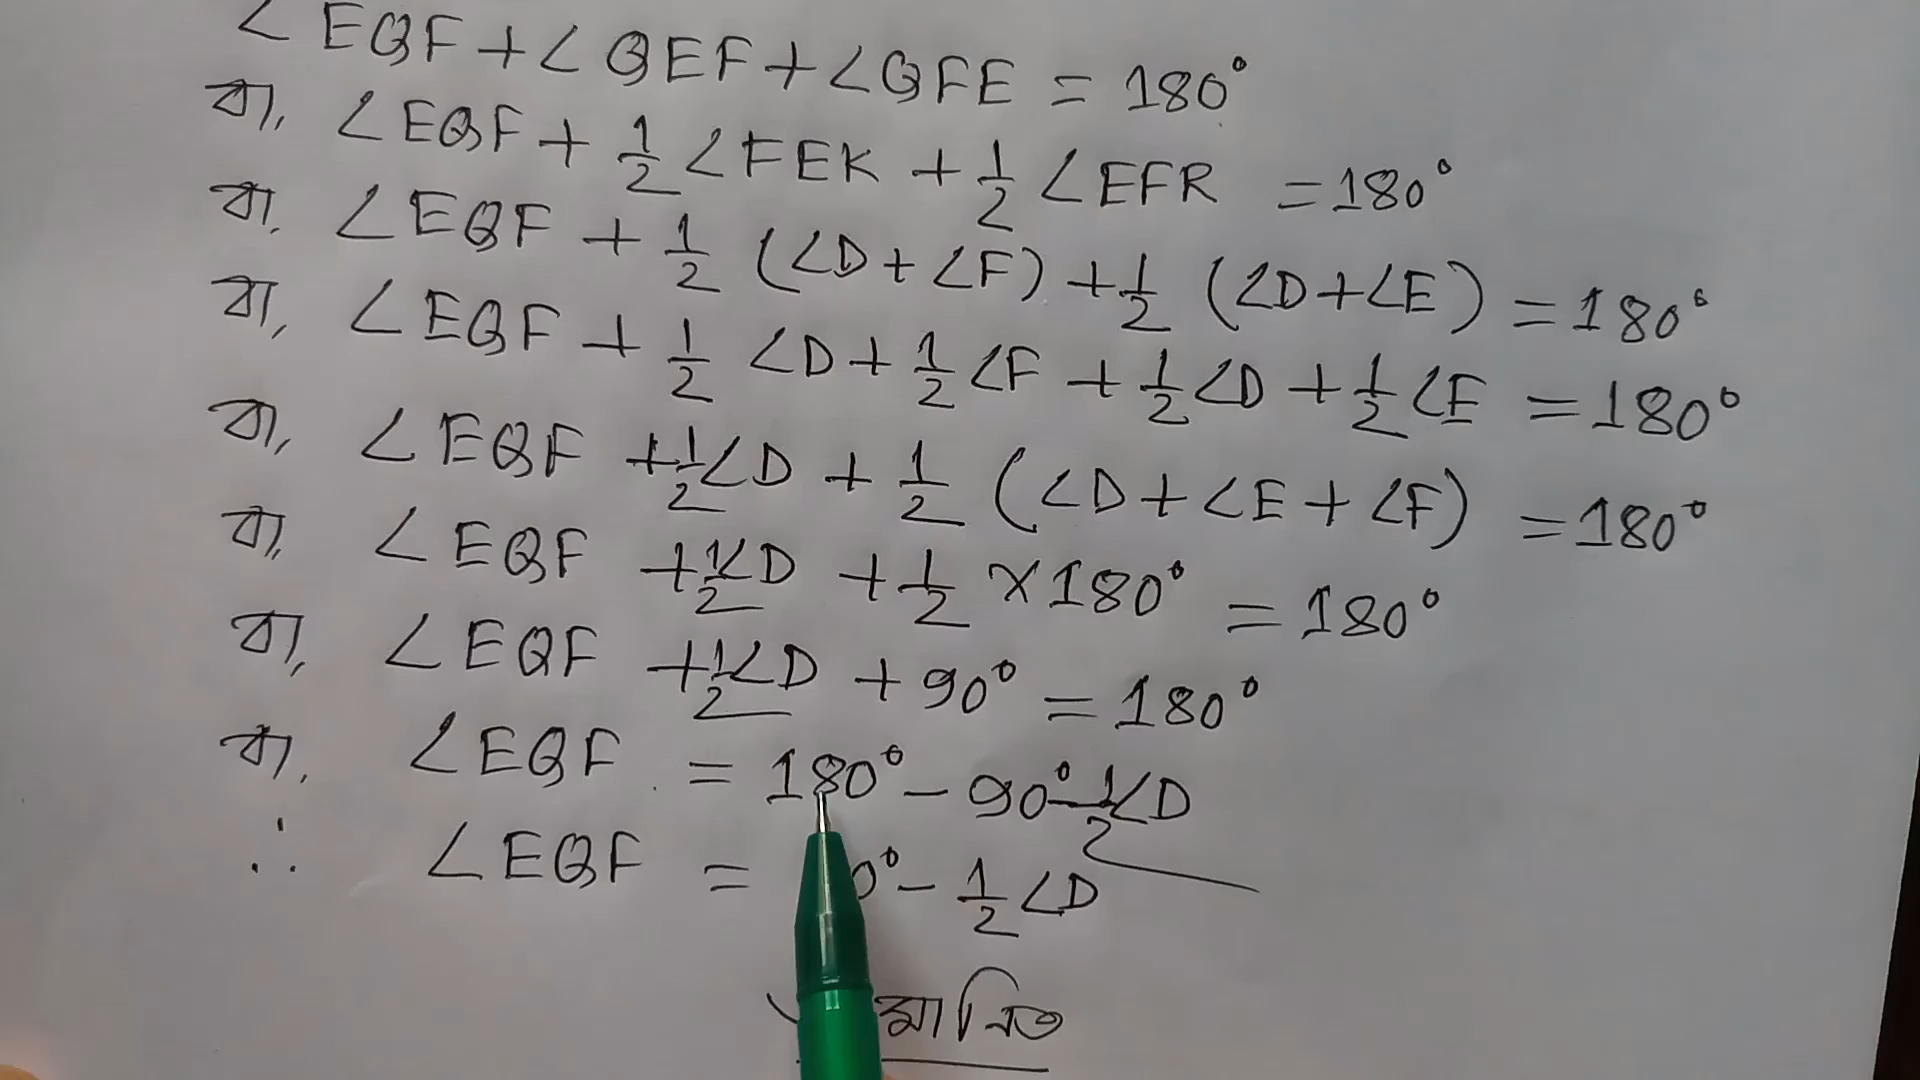 ∠EQF + ∠QEF + ∠QFE = 180°
বা, ∠EQF + 1/2 ∠FEK + 1/2 ∠EFR = 180°
বা, ∠EQF + 1/2 (∠D + ∠F) + 1/2 (∠D + ∠E) = 180°
বা, ∠EQF + 1/2 ∠D + 1/2 ∠F + 1/2 ∠D + 1/2 ∠E = 180°
বা, ∠EQF + 1/2 ∠D + 1/2 (∠D + ∠E + ∠F) = 180°
বা, ∠EQF + 1/2 ∠D + 1/2 × 180° = 180°
বা, ∠EQF + 1/2 ∠D + 90° = 180°
বা, ∠EQF = 180° - 90° - 1/2 ∠D
∴ ∠EQF = 0° - 1/2 ∠D
মানিত